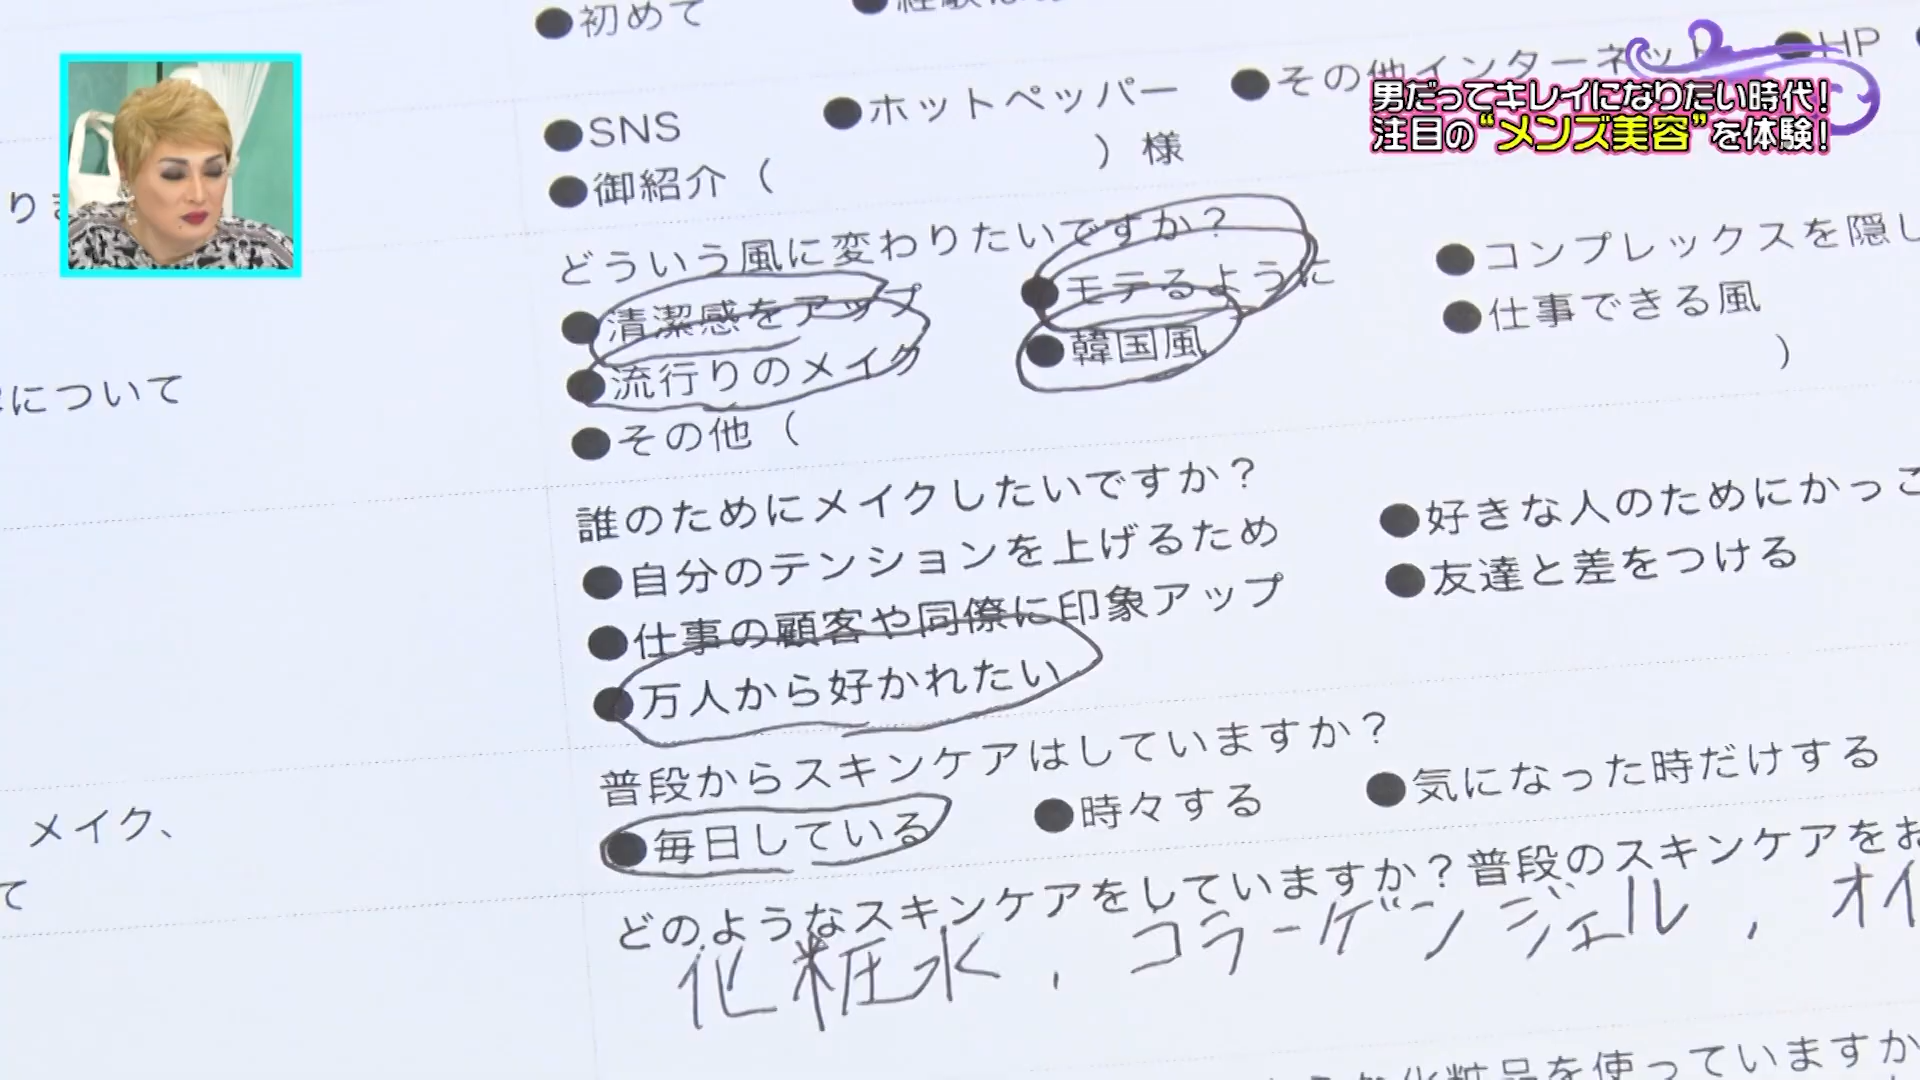 ●初めて
●SNS ●ホットペッパー ●その他インターネット ●HP
●御紹介（ ）様
男だってキレイになりたい時代！
注目の“メンズ美容”を体験！
どういう風に変わりたいですか？
●清潔感をアップ ●モテるように ●コンプレックスを隠し
●流行りのメイク ●韓国風 ●仕事できる風
●その他（ ）
について
誰のためにメイクしたいですか？
●自分のテンションを上げるため ●好きな人のためにかっこ
●仕事の顧客や同僚に印象アップ ●友達と差をつける
●万人から好かれたい
メイク、
て
普段からスキンケアはしていますか？
●毎日している ●時々する ●気になった時だけする
どのようなスキンケアをしていますか？普段のスキンケアをお
化粧水，コラーゲンジェル，オイ
化粧品を使っていますか